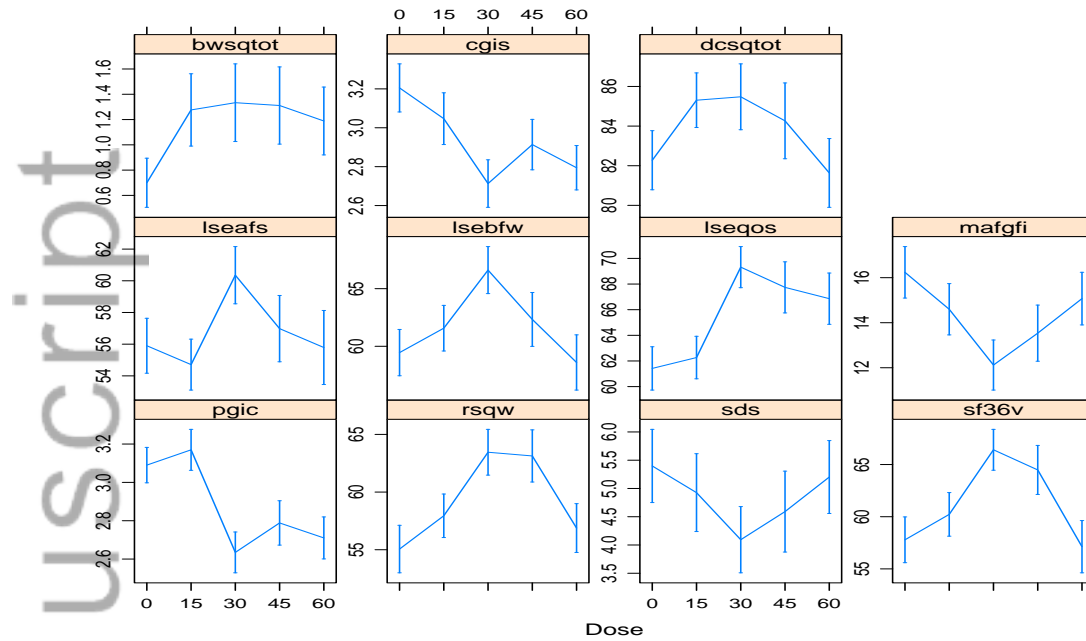 0 15 30 45 60
bwsqtot cgis dcsqtot
0.6 0.8 1.0 1.2 1.4 1.6
2.6 2.8 3.0 3.2
80 82 84 86
lseafs lsebfw lseqos mafgfi
54 56 58 60 62
60 65
60 62 64 66 68 70
12 14 16
pgic rsqw sds sf36v
2.6 2.8 3.0 3.2
55 60 65
3.5 4.0 4.5 5.0 5.5 6.0
55 60 65
0 15 30 45 60
0 15 30 45 60
Dose
uscript